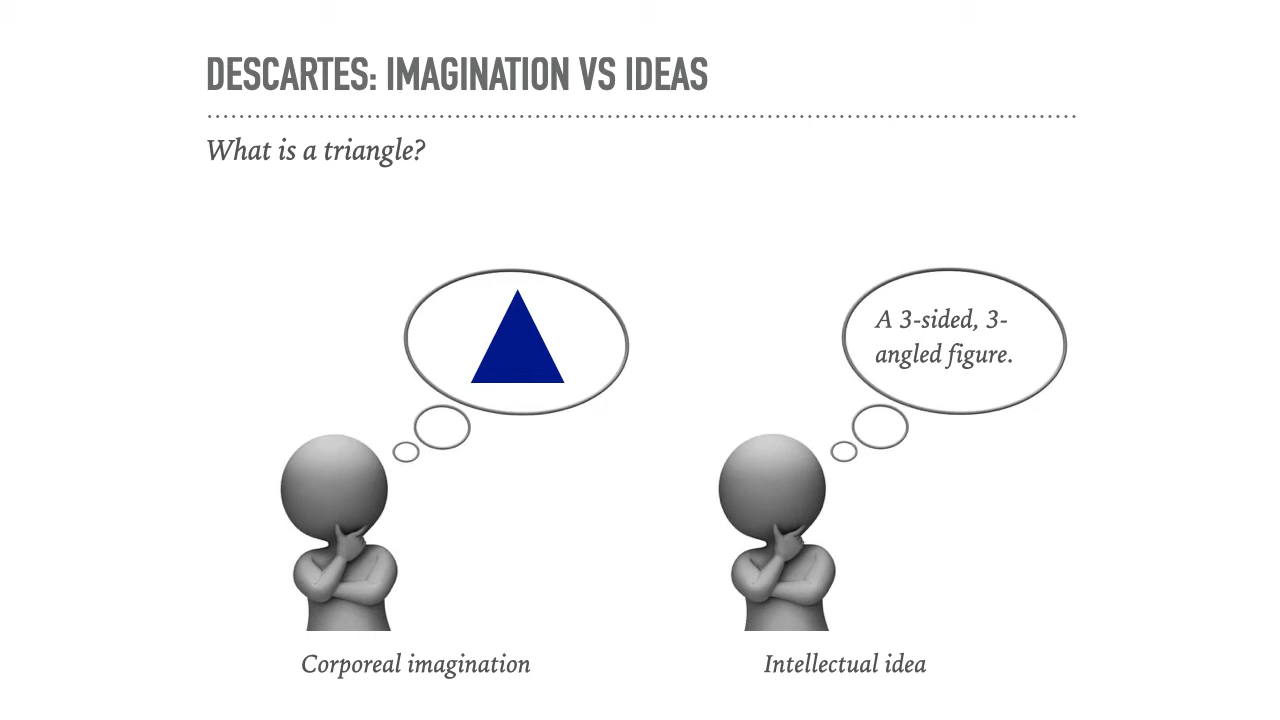 DESCARTES: IMAGINATION VS IDEAS
What is a triangle?
A 3-sided, 3-
angled figure.
Corporeal imagination
Intellectual idea